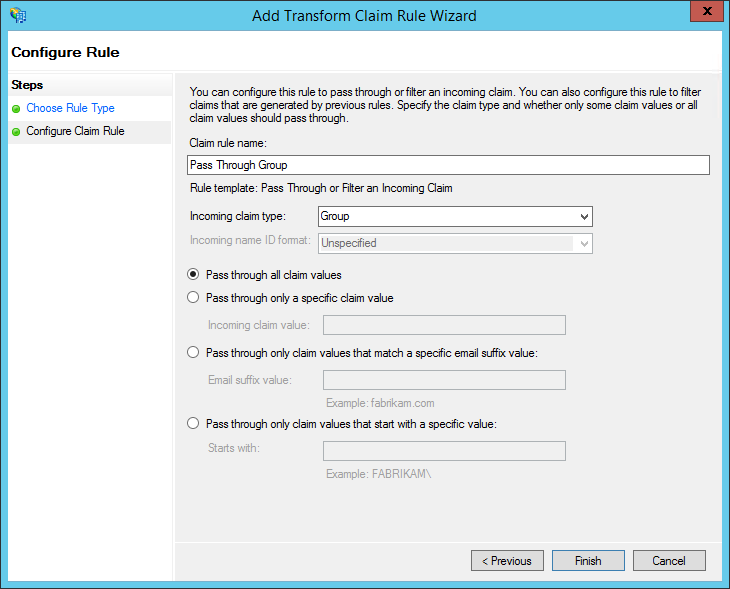 Add Transform Claim Rule Wizard
X
Configure Rule
Steps
Choose Rule Type
Configure Claim Rule
You can configure this rule to pass through or filter an incoming claim. You can also configure this rule to filter
claims that are generated by previous rules. Specify the claim type and whether only some claim values or all
claim values should pass through.
Claim rule name:
Pass Through Group
Rule template: Pass Through or Filter an Incoming Claim
Incoming claim type: Group
Incoming name ID format: Unspecified
Pass through all claim values
Pass through only a specific claim value
Incoming claim value:
Pass through only claim values that match a specific email suffix value:
Email suffix value:
Example: fabrikam.com
Pass through only claim values that start with a specific value:
Starts with:
Example: FABRIKAM\
< Previous Finish Cancel